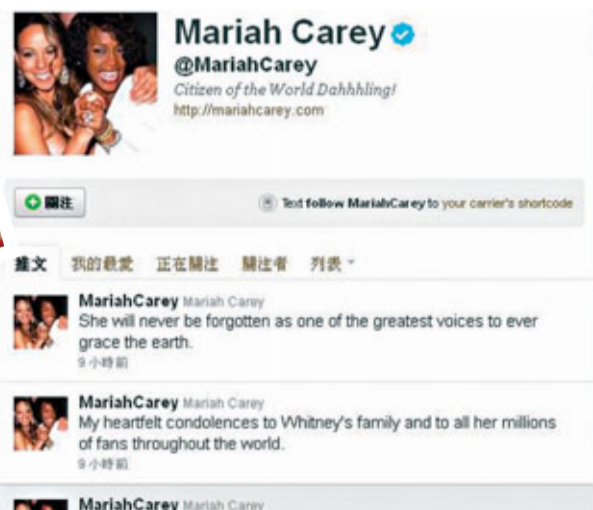 Mariah Carey
@MariahCarey
Citizen of the World Dahhhling!
http://mariahcarey.com
關注
Text follow MariahCarey to your carrier's shortcode
推文 我的最愛 正在關注 關注者 列表
MariahCarey Mariah Carey
She will never be forgotten as one of the greatest voices to ever
grace the earth.
9 小時前
MariahCarey Mariah Carey
My heartfelt condolences to Whitney's family and to all her millions
of fans throughout the world.
9 小時前
MariahCarey Mariah Carey